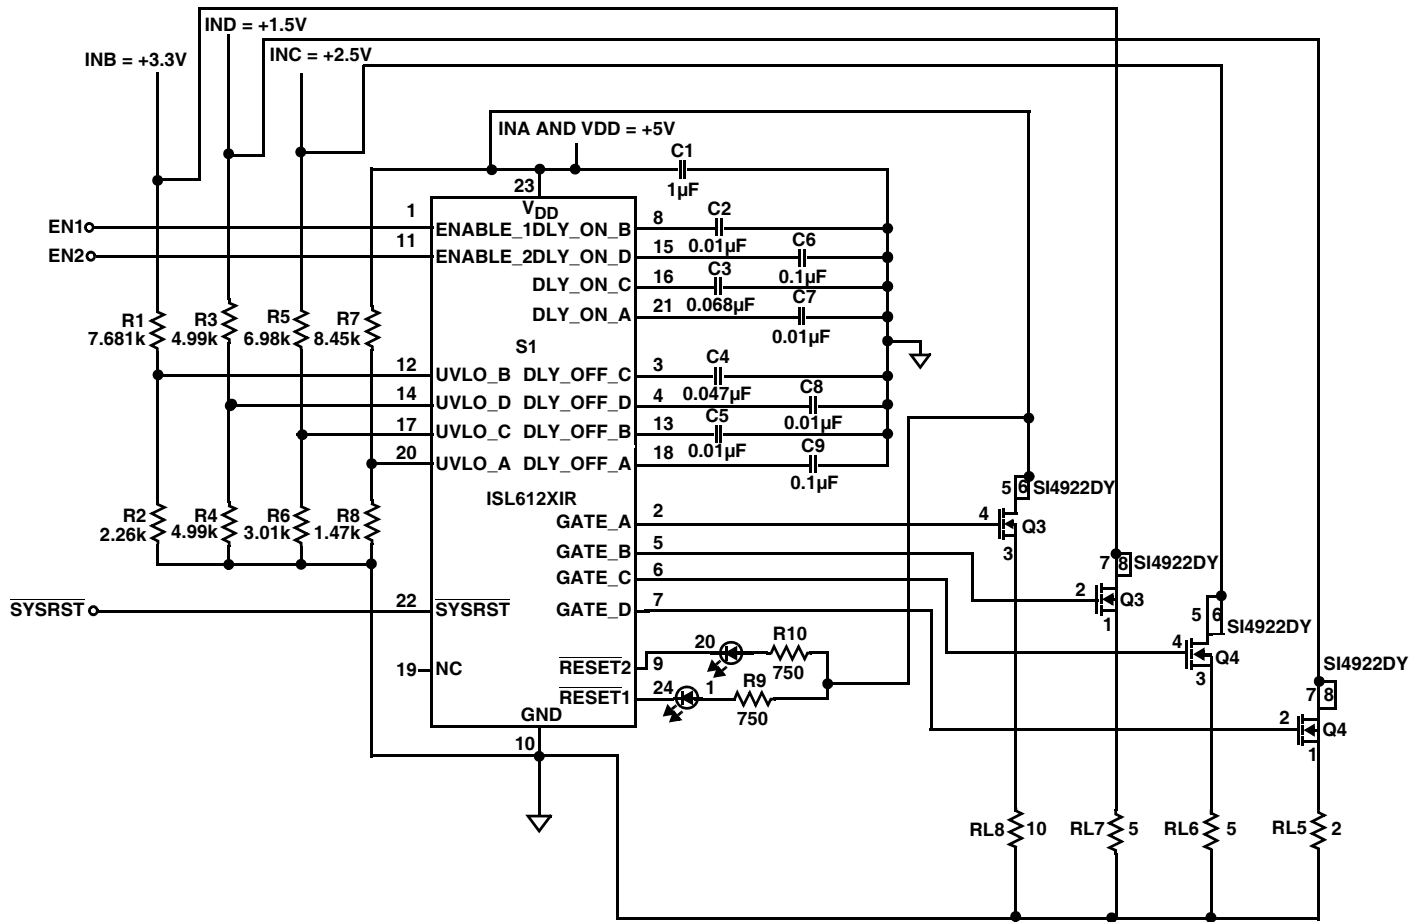 IND = +1.5V
INB = +3.3V
INC = +2.5V
INA AND VDD = +5V
C1
1µF
23
VDD
EN1
1
ENABLE_1
DLY_ON_B
8
C2
0.01µF
EN2
11
ENABLE_2
DLY_ON_D
15
C6
0.1µF
DLY_ON_C
16
C3
0.068µF
DLY_ON_A
21
C7
0.01µF
R1
7.681k
R3
4.99k
R5
6.98k
R7
8.45k
S1
12
UVLO_B
DLY_OFF_C
3
C4
0.047µF
14
UVLO_D
DLY_OFF_D
4
C8
0.01µF
17
UVLO_C
DLY_OFF_B
13
C5
0.01µF
20
UVLO_A
DLY_OFF_A
18
C9
0.1µF
ISL612XIR
R2
2.26k
R4
4.99k
R6
3.01k
R8
1.47k
GATE_A
2
GATE_B
5
GATE_C
6
GATE_D
7
SYSRST
22
SYSRST
19
NC
RESET2
9
20
R10
750
RESET1
24
1
R9
750
GND
10
5
6
SI4922DY
4
Q3
3
7
8
SI4922DY
2
Q3
1
5
6
SI4922DY
4
Q4
3
SI4922DY
7
8
2
Q4
1
RL8
10
RL7
5
RL6
5
RL5
2